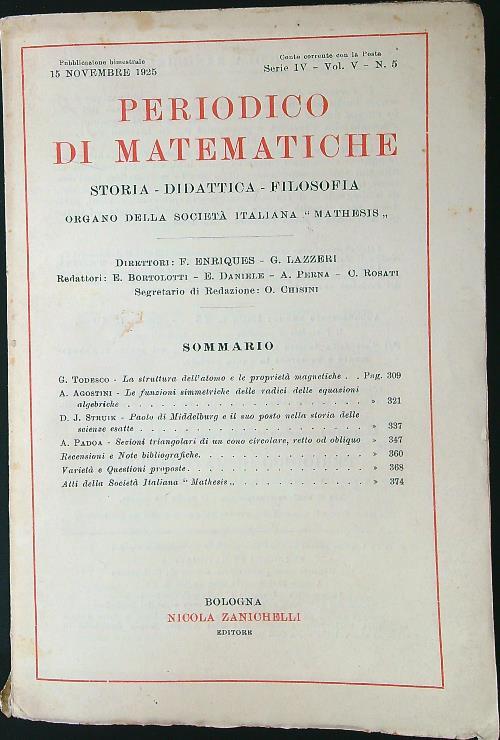 Pubblicazione bimestrale
15 NOVEMBRE 1925
Conto corrente con la Posta
Serie IV - Vol. V - N. 5
PERIODICO
DI MATEMATICHE
STORIA - DIDATTICA - FILOSOFIA
ORGANO DELLA SOCIETÀ ITALIANA “ MATHESIS „
DIRETTORI: F. ENRIQUES - G. LAZZERI
Redattori: E. BORTOLOTTI - E. DANIELE - A. PERNA - C. ROSATI
Segretario di Redazione: O. CHISINI
SOMMARIO
G. TODESCO - La struttura dell'atomo e le proprietà magnetiche . . Pag. 309
A. AGOSTINI - Le funzioni simmetriche delle radici delle equazioni
algebriche . . . . . . . . . . . . . . . . . . . . » 321
D. J. STRUIK - Paolo di Middelburg e il suo posto nella storia delle
scienze esatte . . . . . . . . . . . . . . . . . . » 337
A. PADOA - Sezioni triangolari di un cono circolare, retto od obliquo » 347
Recensioni e Note bibliografiche. . . . . . . . . . . . . . » 360
Varietà e Questioni proposte. . . . . . . . . . . . . . . » 368
Atti della Società Italiana “ Mathesis „ . . . . . . . . . . . » 374
BOLOGNA
NICOLA ZANICHELLI
EDITORE